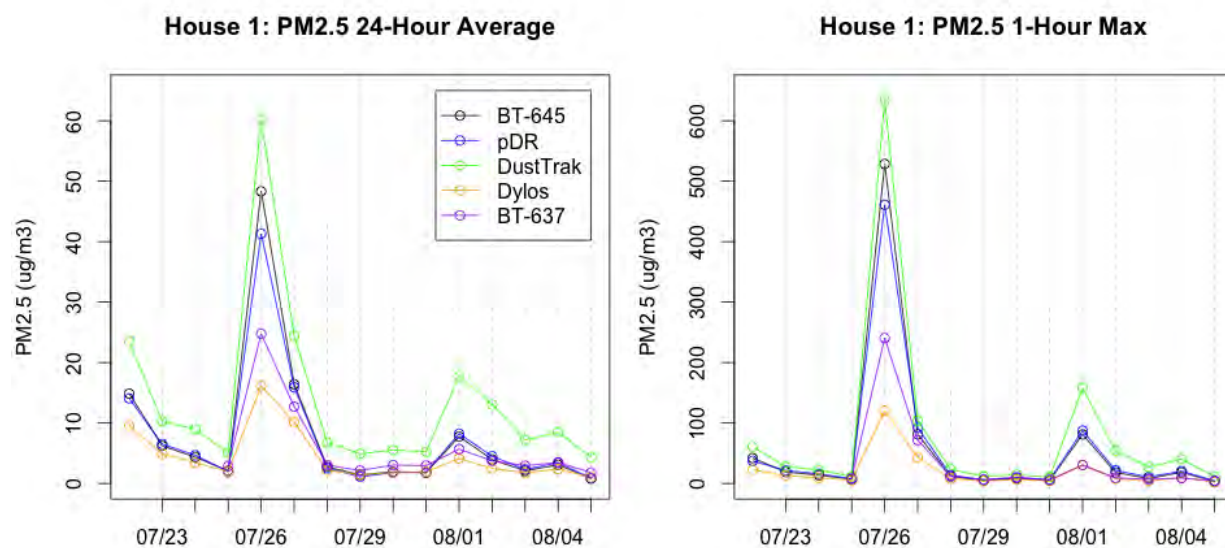 House 1: PM2.5 24-Hour Average
PM2.5 (ug/m3)
60
50
40
30
20
10
0
BT-645
pDR
DustTrak
Dylos
BT-637
07/23
07/26
07/29
08/01
08/04
House 1: PM2.5 1-Hour Max
PM2.5 (ug/m3)
600
500
400
300
200
100
0
07/23
07/26
07/29
08/01
08/04